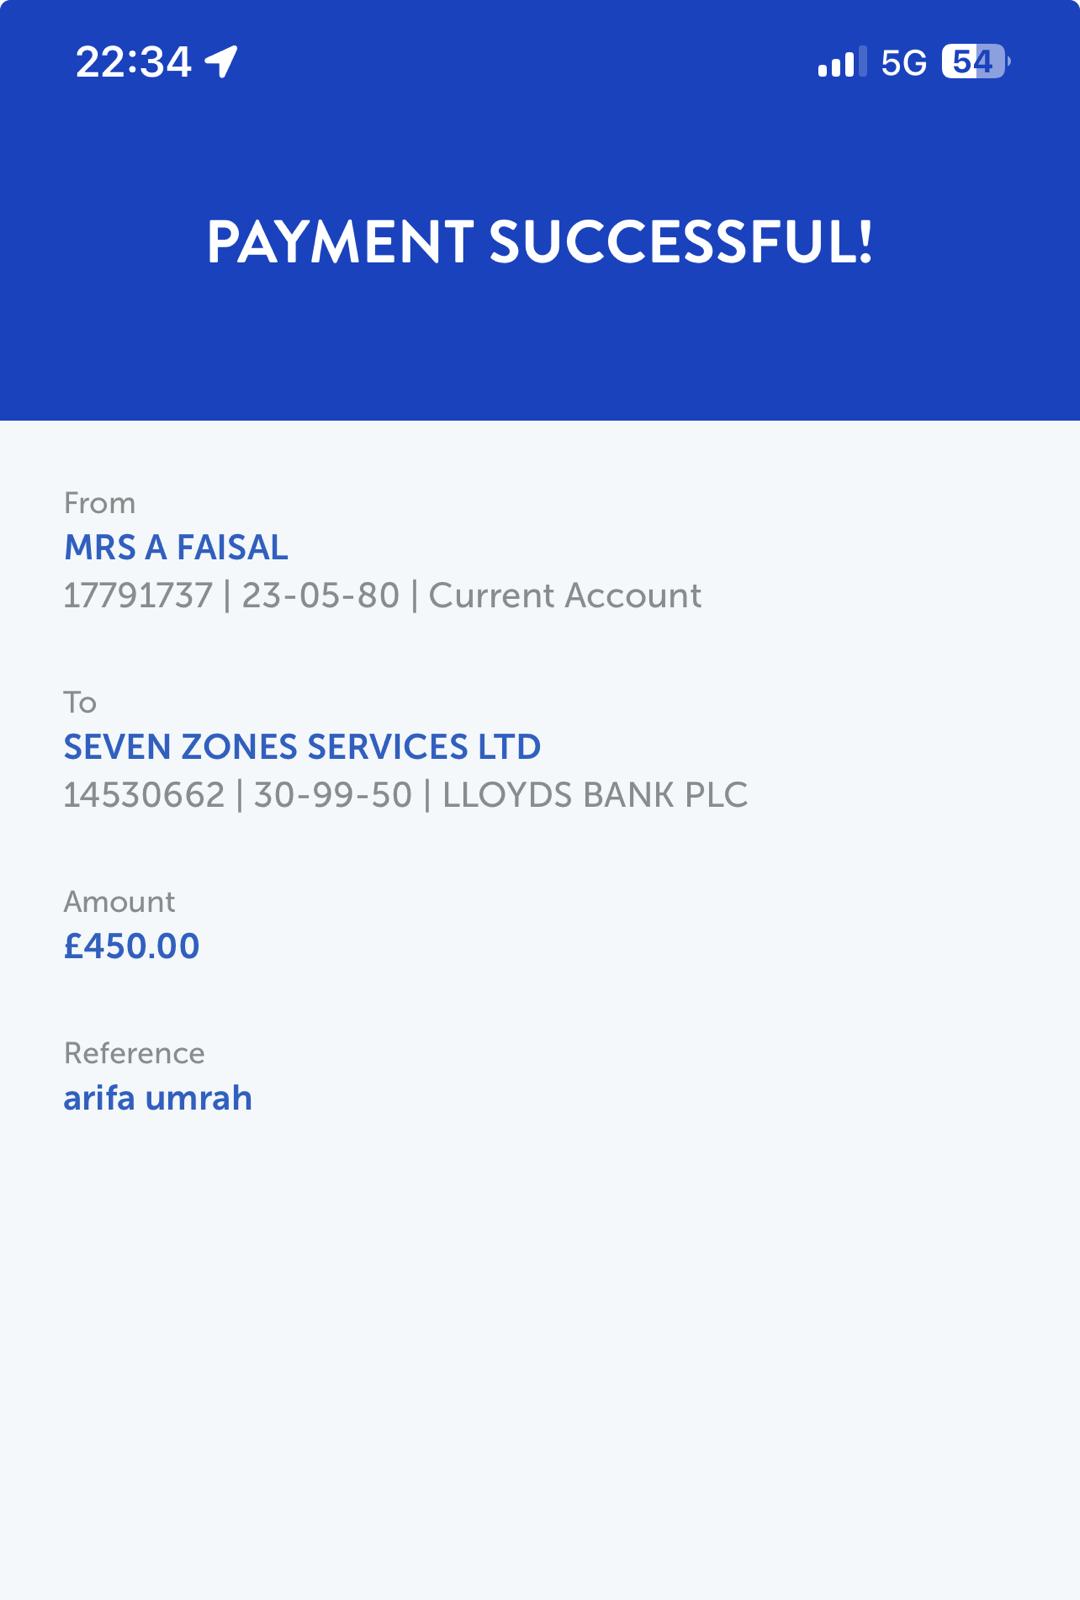 22:34
5G
54
PAYMENT SUCCESSFUL!
From
MRS A FAISAL
17791737 | 23-05-80 | Current Account
To
SEVEN ZONES SERVICES LTD
14530662 | 30-99-50 | LLOYDS BANK PLC
Amount
£450.00
Reference
arifa umrah